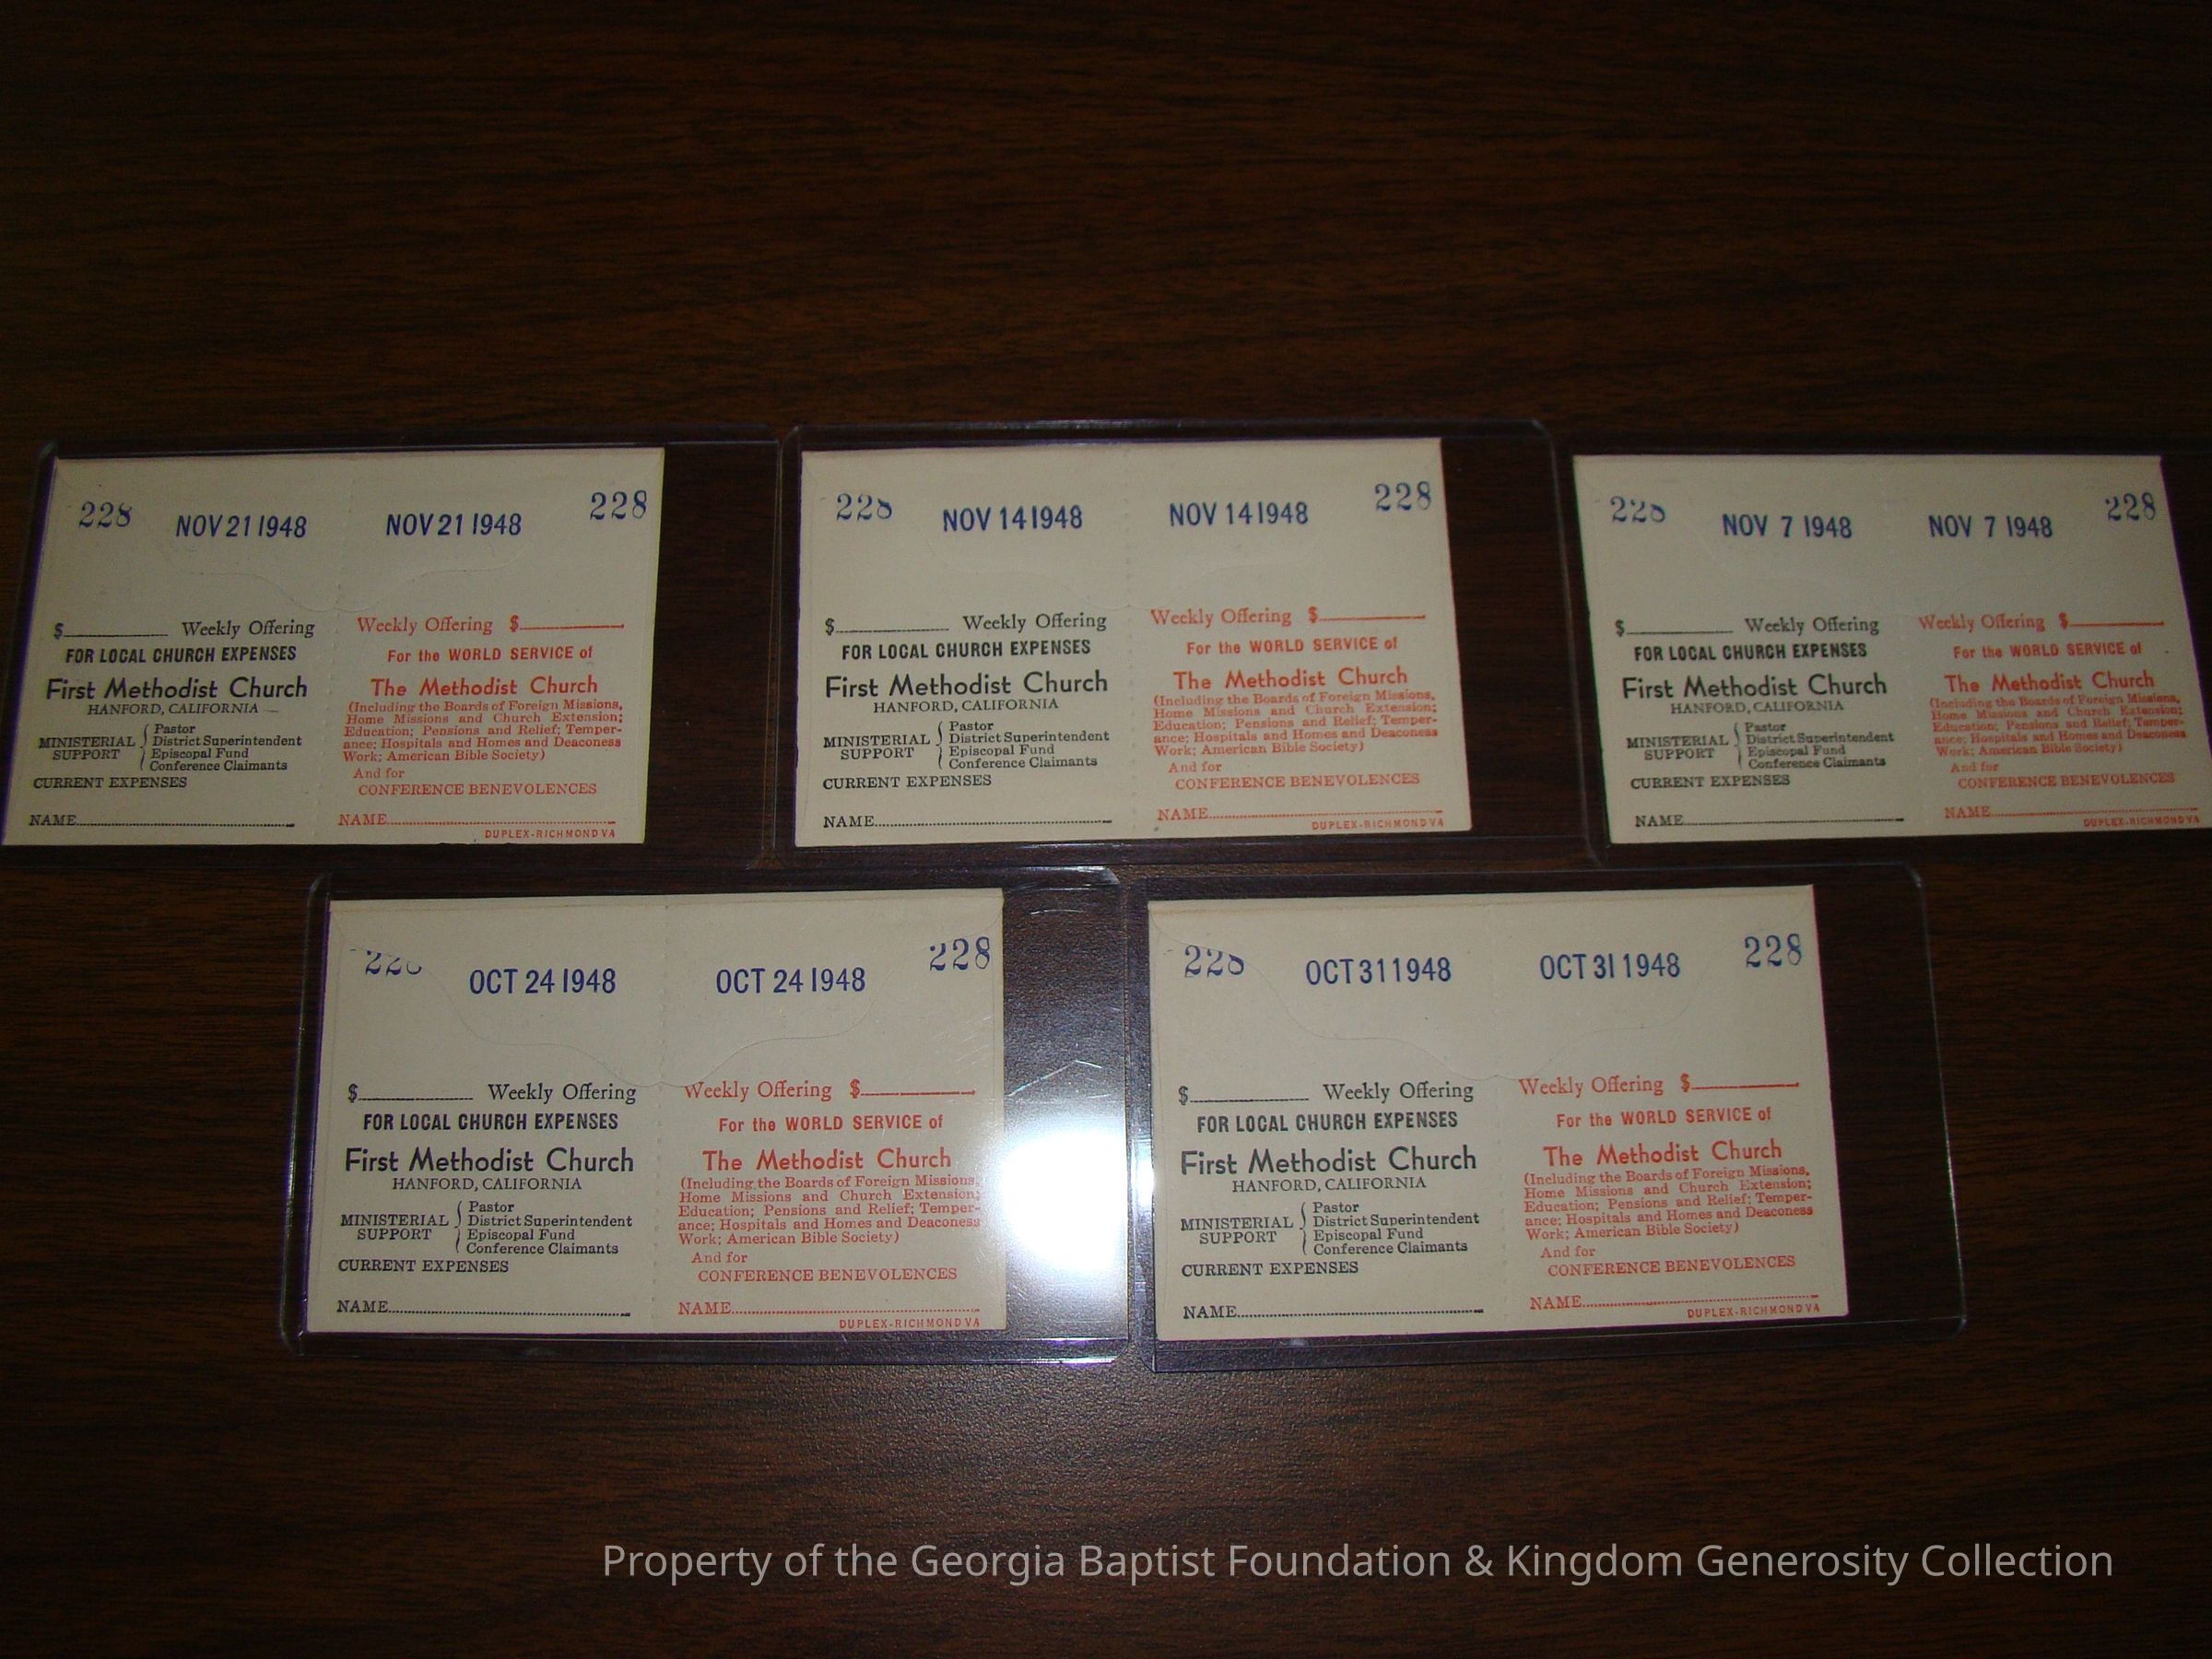 228 NOV 21 1948 NOV 21 1948 228
$ Weekly Offering
FOR LOCAL CHURCH EXPENSES
First Methodist Church
HANFORD, CALIFORNIA
MINISTERIAL SUPPORT
Pastor
District Superintendent
Episcopal Fund
Conference Claimants
CURRENT EXPENSES
NAME
Weekly Offering $
For the WORLD SERVICE of
The Methodist Church
(Including the Boards of Foreign Missions,
Home Missions and Church Extension;
Education; Pensions and Relief; Temper-
ance; Hospitals and Homes and Deaconess
Work; American Bible Society)
And for
CONFERENCE BENEVOLENCES
NAME
DUPLEX-RICHMOND VA
228 NOV 14 1948 NOV 14 1948 228
$ Weekly Offering
FOR LOCAL CHURCH EXPENSES
First Methodist Church
HANFORD, CALIFORNIA
MINISTERIAL SUPPORT
Pastor
District Superintendent
Episcopal Fund
Conference Claimants
CURRENT EXPENSES
NAME
Weekly Offering $
For the WORLD SERVICE of
The Methodist Church
(Including the Boards of Foreign Missions,
Home Missions and Church Extension;
Education; Pensions and Relief; Temper-
ance; Hospitals and Homes and Deaconess
Work; American Bible Society)
And for
CONFERENCE BENEVOLENCES
NAME
DUPLEX-RICHMOND VA
228 NOV 7 1948 NOV 7 1948 228
$ Weekly Offering
FOR LOCAL CHURCH EXPENSES
First Methodist Church
HANFORD, CALIFORNIA
MINISTERIAL SUPPORT
Pastor
District Superintendent
Episcopal Fund
Conference Claimants
CURRENT EXPENSES
NAME
Weekly Offering $
For the WORLD SERVICE of
The Methodist Church
(Including the Boards of Foreign Missions,
Home Missions and Church Extension;
Education; Pensions and Relief; Temper-
ance; Hospitals and Homes and Deaconess
Work; American Bible Society)
And for
CONFERENCE BENEVOLENCES
NAME
DUPLEX-RICHMOND VA
228 OCT 24 1948 OCT 24 1948 228
$ Weekly Offering
FOR LOCAL CHURCH EXPENSES
First Methodist Church
HANFORD, CALIFORNIA
MINISTERIAL SUPPORT
Pastor
District Superintendent
Episcopal Fund
Conference Claimants
CURRENT EXPENSES
NAME
Weekly Offering $
For the WORLD SERVICE of
The Methodist Church
(Including the Boards of Foreign Missions,
Home Missions and Church Extension;
Education; Pensions and Relief; Temper-
ance; Hospitals and Homes and Deaconess
Work; American Bible Society)
And for
CONFERENCE BENEVOLENCES
NAME
DUPLEX-RICHMOND VA
228 OCT 31 1948 OCT 31 1948 228
$ Weekly Offering
FOR LOCAL CHURCH EXPENSES
First Methodist Church
HANFORD, CALIFORNIA
MINISTERIAL SUPPORT
Pastor
District Superintendent
Episcopal Fund
Conference Claimants
CURRENT EXPENSES
NAME
Weekly Offering $
For the WORLD SERVICE of
The Methodist Church
(Including the Boards of Foreign Missions,
Home Missions and Church Extension;
Education; Pensions and Relief; Temper-
ance; Hospitals and Homes and Deaconess
Work; American Bible Society)
And for
CONFERENCE BENEVOLENCES
NAME
DUPLEX-RICHMOND VA
Property of the Georgia Baptist Foundation & Kingdom Generosity Collection